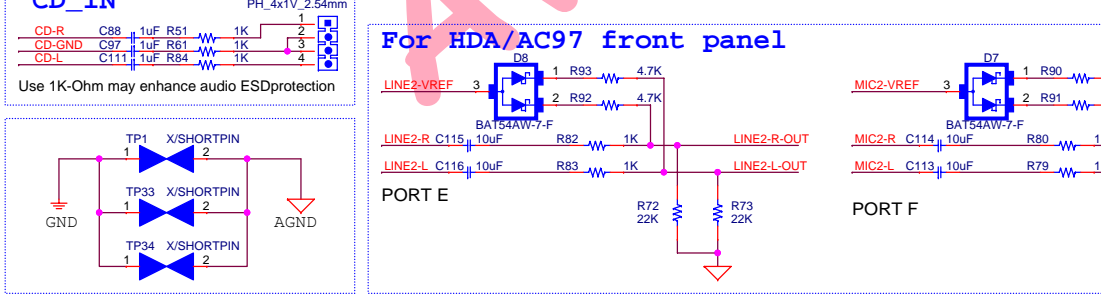 CD_IN
PH_4x1V_2.54mm
CD-R C88 1uF R51 1K 1
2
CD-GND C97 1uF R61 1K 3
CD-L C111 1uF R84 1K 4
Use 1K-Ohm may enhance audio ESDprotection
TP1 X/SHORTPIN
1 2
TP33 X/SHORTPIN
1 2
GND AGND
TP34 X/SHORTPIN
1 2
For HDA/AC97 front panel
D8
1 R93 4.7K
LINE2-VREF 3
2 R92 4.7K
BAT54AW-7-F
LINE2-R C115 10uF R82 1K LINE2-R-OUT
LINE2-L C116 10uF R83 1K LINE2-L-OUT
PORT E
R72 22K
R73 22K
D7
1 R90
MIC2-VREF 3
2 R91
BAT54AW-7-F
MIC2-R C114 10uF R80 1
MIC2-L C113 10uF R79 1
PORT F